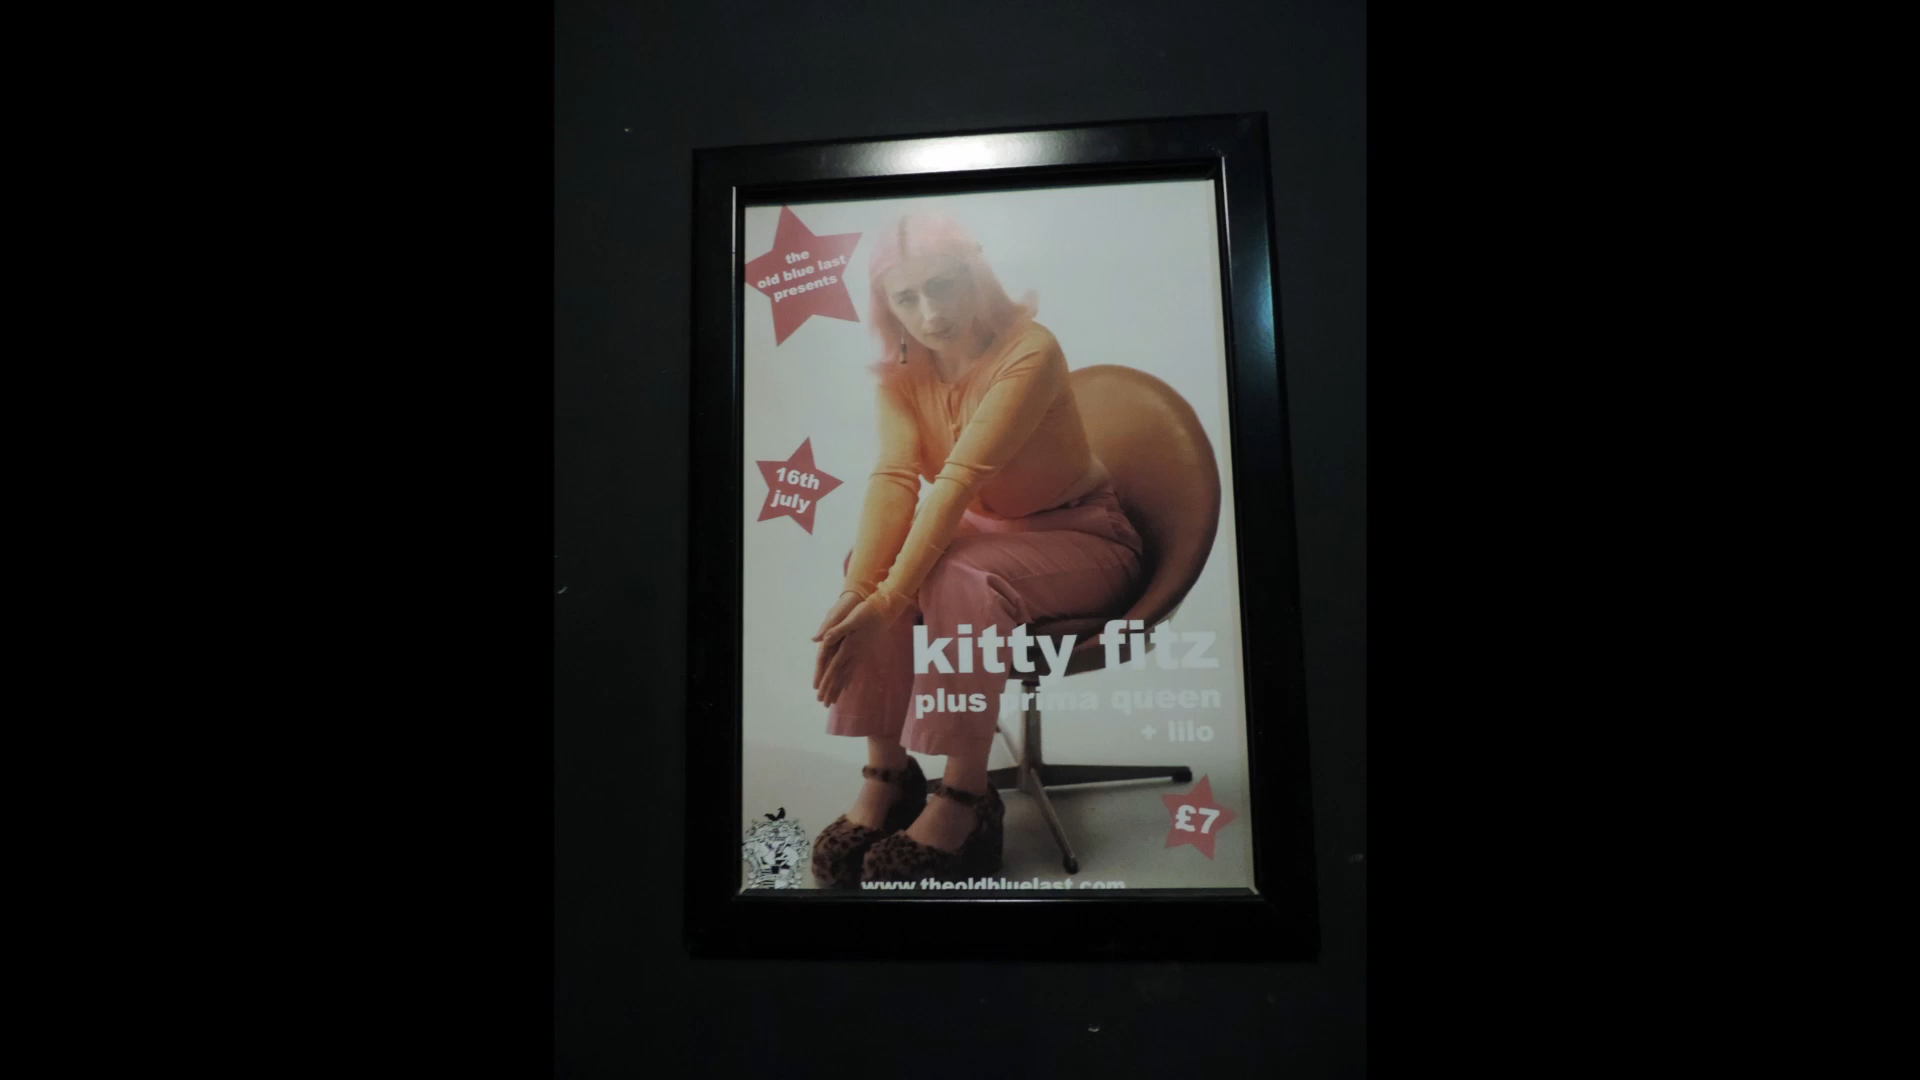 the
old blue last
presents
16th
july
kitty fitz
plus prima queen
+ lilo
£7
www.theoldbluelast.com